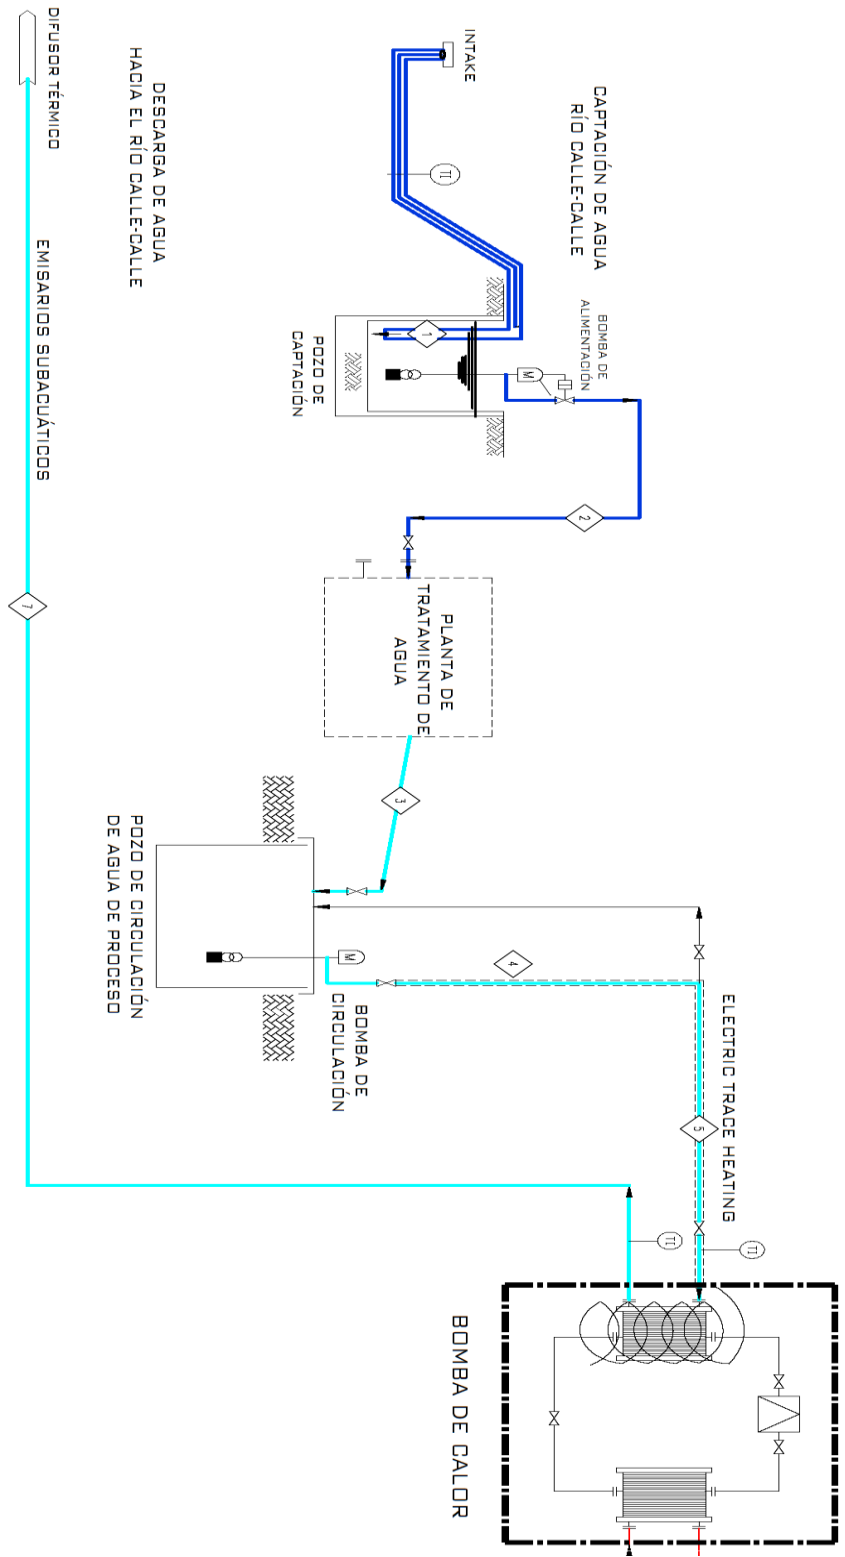 INTAKE
CAPTACIÓN DE AGUA
RÍO CALLE-CALLE
TI
BOMBA DE
ALIMENTACIÓN
M
1
POZO DE
CAPTACIÓN
2
DIFUSOR TÉRMICO
DESCARGA DE AGUA
HACIA EL RÍO CALLE-CALLE
EMISARIOS SUBACUÁTICOS
7
PLANTA DE
TRATAMIENTO DE
AGUA
3
POZO DE CIRCULACIÓN
DE AGUA DE PROCESO
M
BOMBA DE
CIRCULACIÓN
4
ELECTRIC TRACE HEATING
5
TI
TI
BOMBA DE CALOR